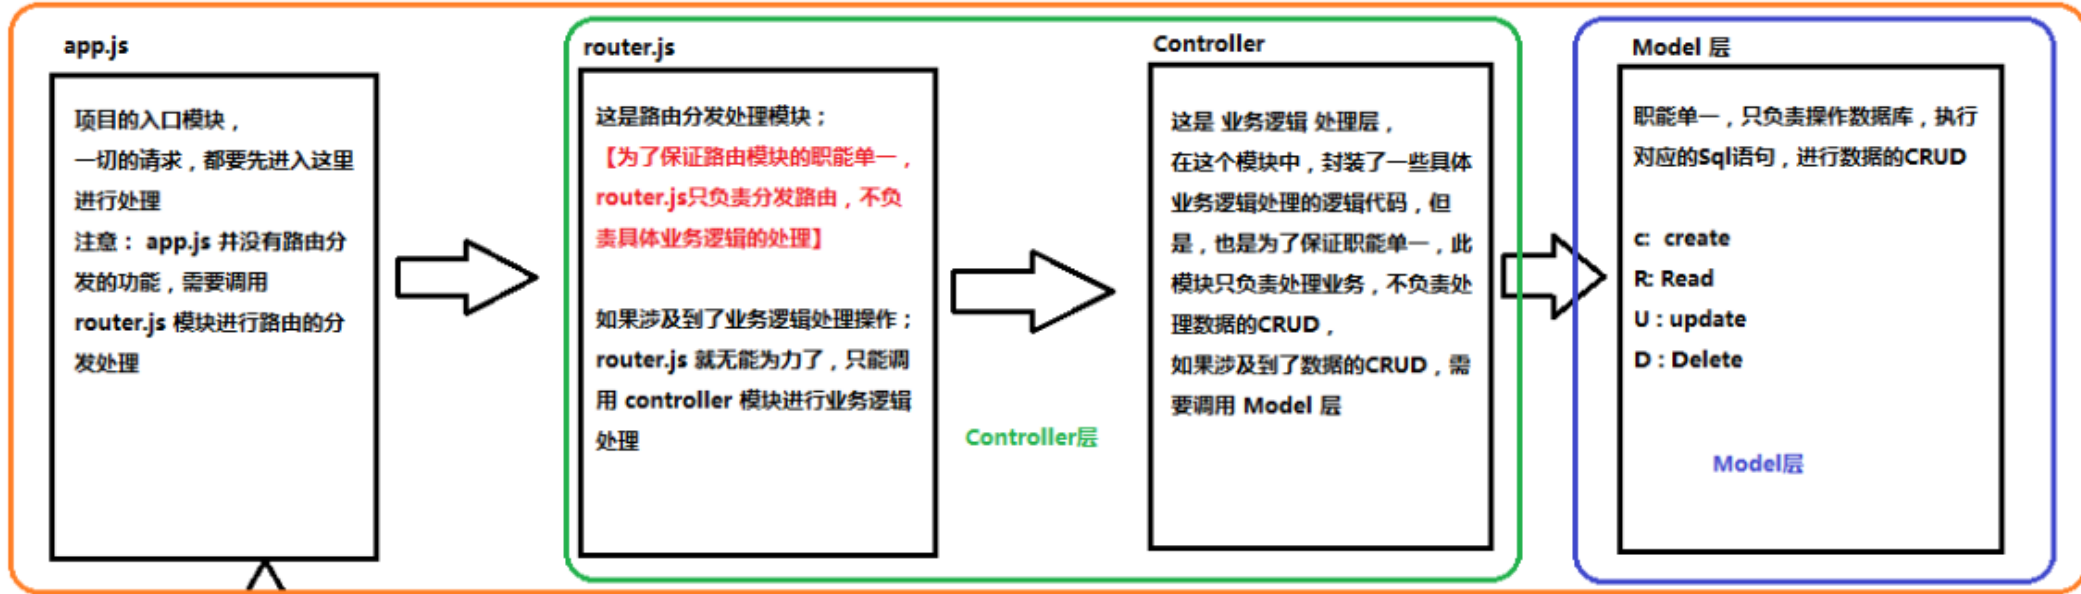 app.js
项目的入口模块，
一切的请求，都要先进入这里
进行处理
注意： app.js 并没有路由分
发的功能，需要调用
router.js 模块进行路由的分
发处理
router.js
这是路由分发处理模块；
【为了保证路由模块的职能单一，
router.js只负责分发路由，不负
责具体业务逻辑的处理】
如果涉及到了业务逻辑处理操作；
router.js 就无能为力了，只能调
用 controller 模块进行业务逻辑
处理
Controller层
Controller
这是 业务逻辑 处理层，
在这个模块中，封装了一些具体
业务逻辑处理的逻辑代码，但
是，也是为了保证职能单一，此
模块只负责处理业务，不负责处
理数据的CRUD，
如果涉及到了数据的CRUD，需
要调用 Model 层
Model 层
职能单一，只负责操作数据库，执行
对应的Sql语句，进行数据的CRUD
c: create
R: Read
U : update
D : Delete
Model层